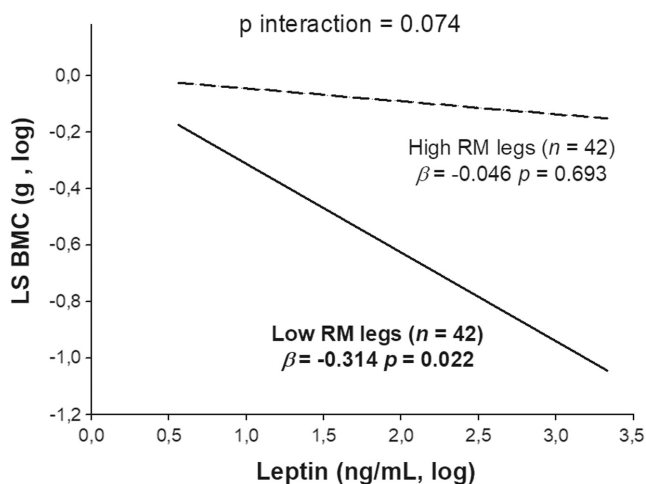 p interaction = 0.074
0,0
-0,2
-0,4
-0,6
-0,8
-1,0
-1,2
LS BMC (g , log)
High RM legs (n = 42)
β = -0.046 p = 0.693
Low RM legs (n = 42)
β = -0.314 p = 0.022
0,0 0,5 1,0 1,5 2,0 2,5 3,0 3,5
Leptin (ng/mL, log)